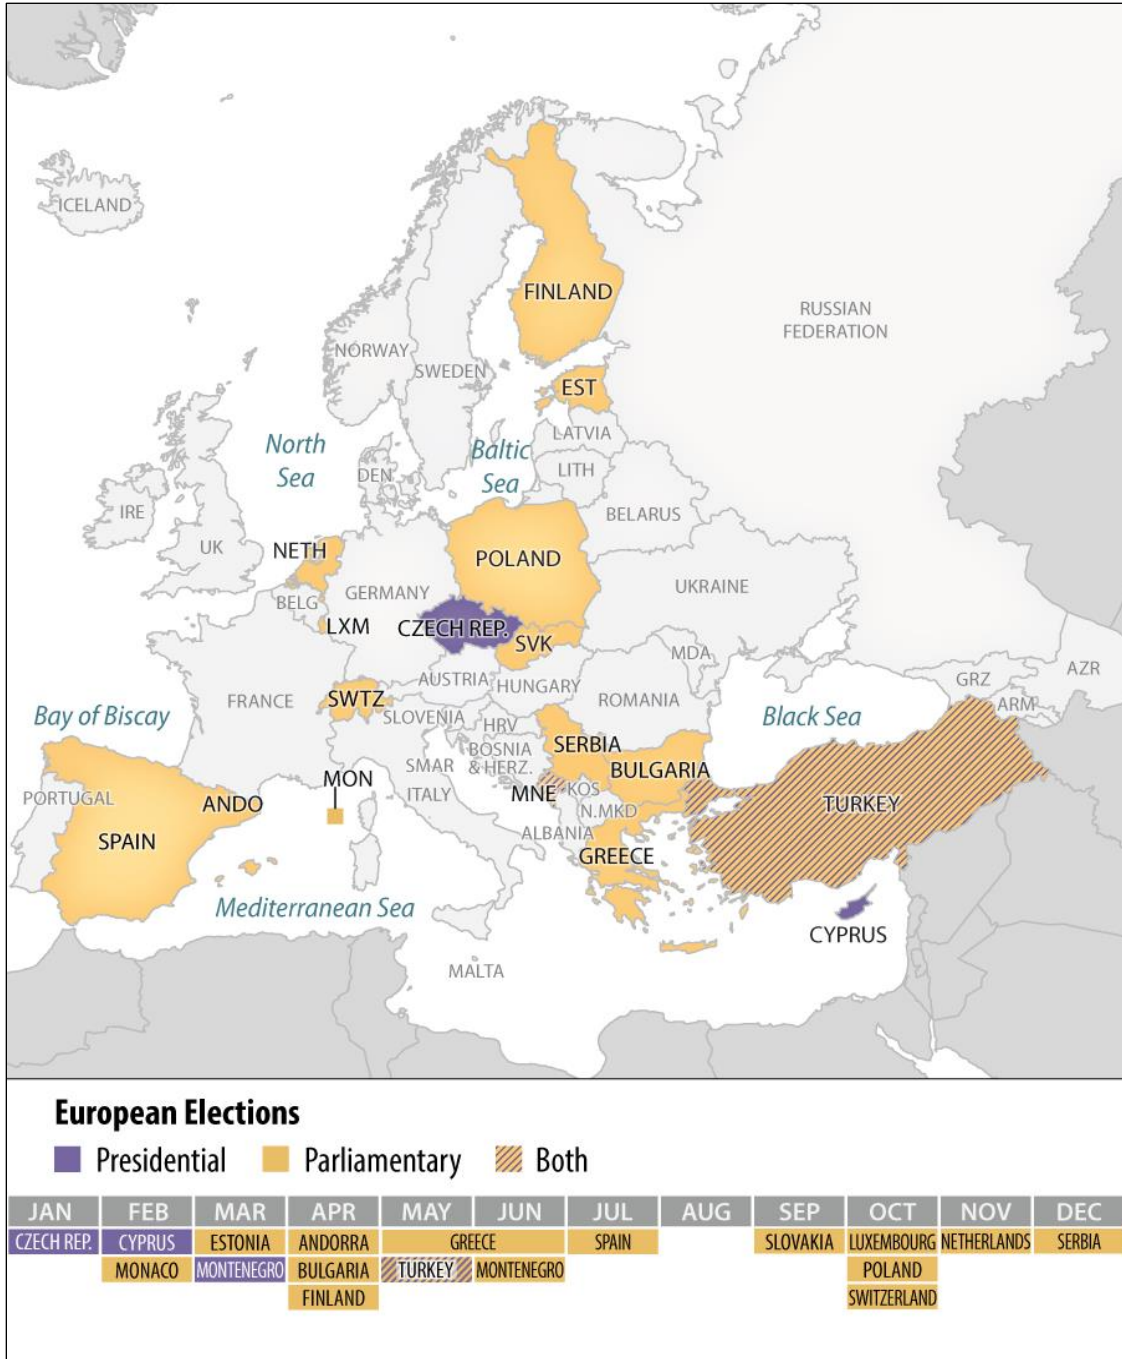 ICELAND
FINLAND
RUSSIAN
FEDERATION
NORWAY
SWEDEN
EST
North
Sea
Baltic
Sea
LATVIA
DEN
LITH
IRE
BELARUS
UK
NETH
POLAND
GERMANY
UKRAINE
BELG
LXM
CZECH REP.
SVK
MDA
AZR
AUSTRIA
HUNGARY
GRZ
FRANCE
SWTZ
ROMANIA
ARM
Bay of Biscay
SLOVENIA
HRV
Black Sea
SERBIA
BOSNIA
& HERZ.
SMAR
BULGARIA
MON
ITALY
MNE
KOS
PORTUGAL
ANDO
N.MKD
TURKEY
ALBANIA
SPAIN
GREECE
Mediterranean Sea
CYPRUS
MALTA
European Elections
Presidential Parliamentary Both
JAN FEB MAR APR MAY JUN JUL AUG SEP OCT NOV DEC
CZECH REP. CYPRUS ESTONIA ANDORRA GREECE SPAIN SLOVAKIA LUXEMBOURG NETHERLANDS SERBIA
MONACO MONTENEGRO BULGARIA TURKEY MONTENEGRO POLAND
FINLAND SWITZERLAND